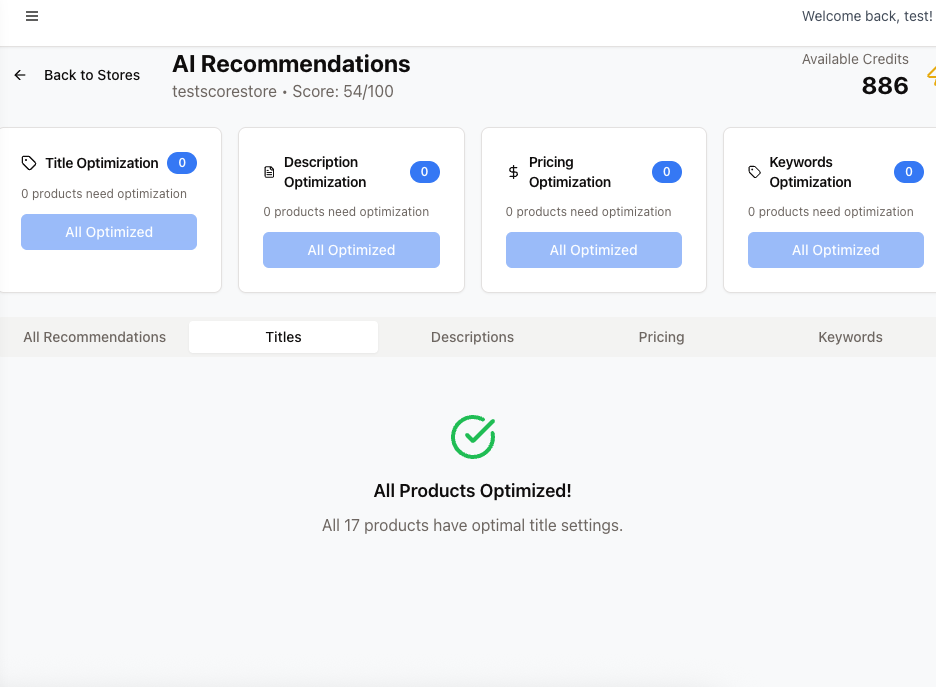 Welcome back, test!
Back to Stores
AI Recommendations
testscorestore • Score: 54/100
Available Credits
886
Title Optimization 0
0 products need optimization
All Optimized
Description
Optimization
0
0 products need optimization
All Optimized
Pricing
Optimization
0
0 products need optimization
All Optimized
Keywords
Optimization
0
0 products need optimization
All Optimized
All Recommendations
Titles
Descriptions
Pricing
Keywords
All Products Optimized!
All 17 products have optimal title settings.